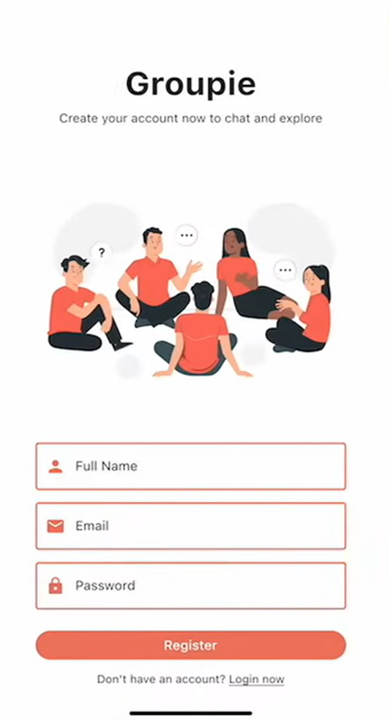 Groupie
Create your account now to chat and explore
?
...
...
Full Name
Email
Password
Register
Don't have an account? Login now